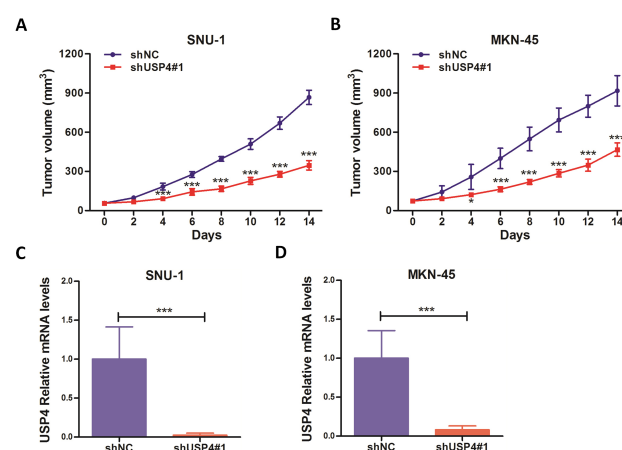 A
SNU-1
shNC
shUSP4#1
Tumor volume (mm3)
1200
900
600
300
0
***
***
***
***
***
***
0 2 4 6 8 10 12 14
Days
B
MKN-45
shNC
shUSP4#1
Tumor volume (mm3)
1200
900
600
300
0
*
***
***
***
***
***
0 2 4 6 8 10 12 14
Days
C
SNU-1
USP4 Relative mRNA levels
2.0
1.5
1.0
0.5
0.0
***
shNC shUSP4#1
D
MKN-45
USP4 Relative mRNA levels
2.0
1.5
1.0
0.5
0.0
***
shNC shUSP4#1